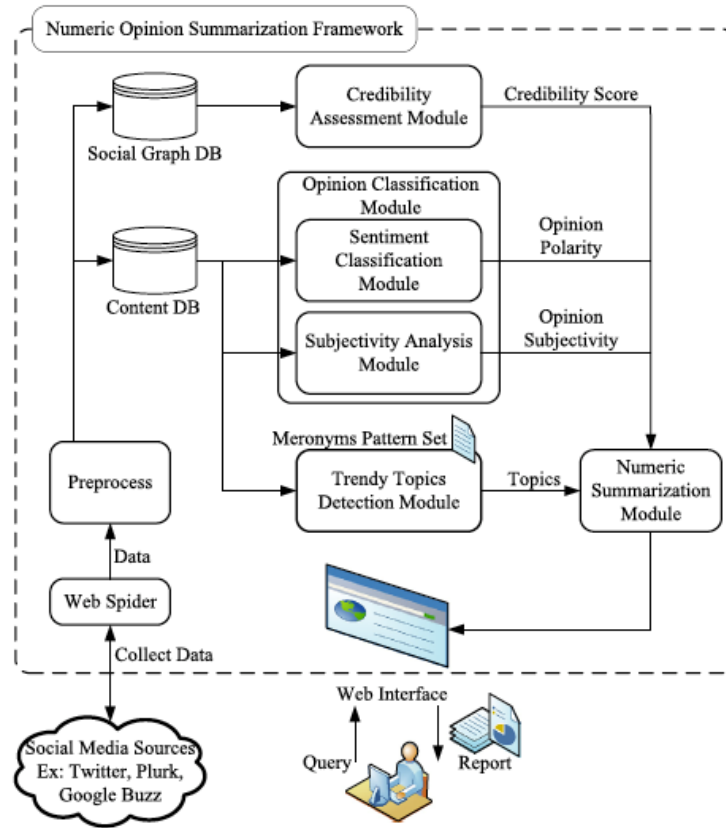 Numeric Opinion Summarization Framework
Credibility
Assessment Module
Credibility Score
Social Graph DB
Opinion Classification
Module
Sentiment
Classification
Module
Opinion
Polarity
Content DB
Subjectivity Analysis
Module
Opinion
Subjectivity
Meronyms Pattern Set
Preprocess
Trendy Topics
Detection Module
Topics
Numeric
Summarization
Module
Data
Web Spider
Collect Data
Web Interface
Social Media Sources
Ex: Twitter, Plurk,
Google Buzz
Query
Report